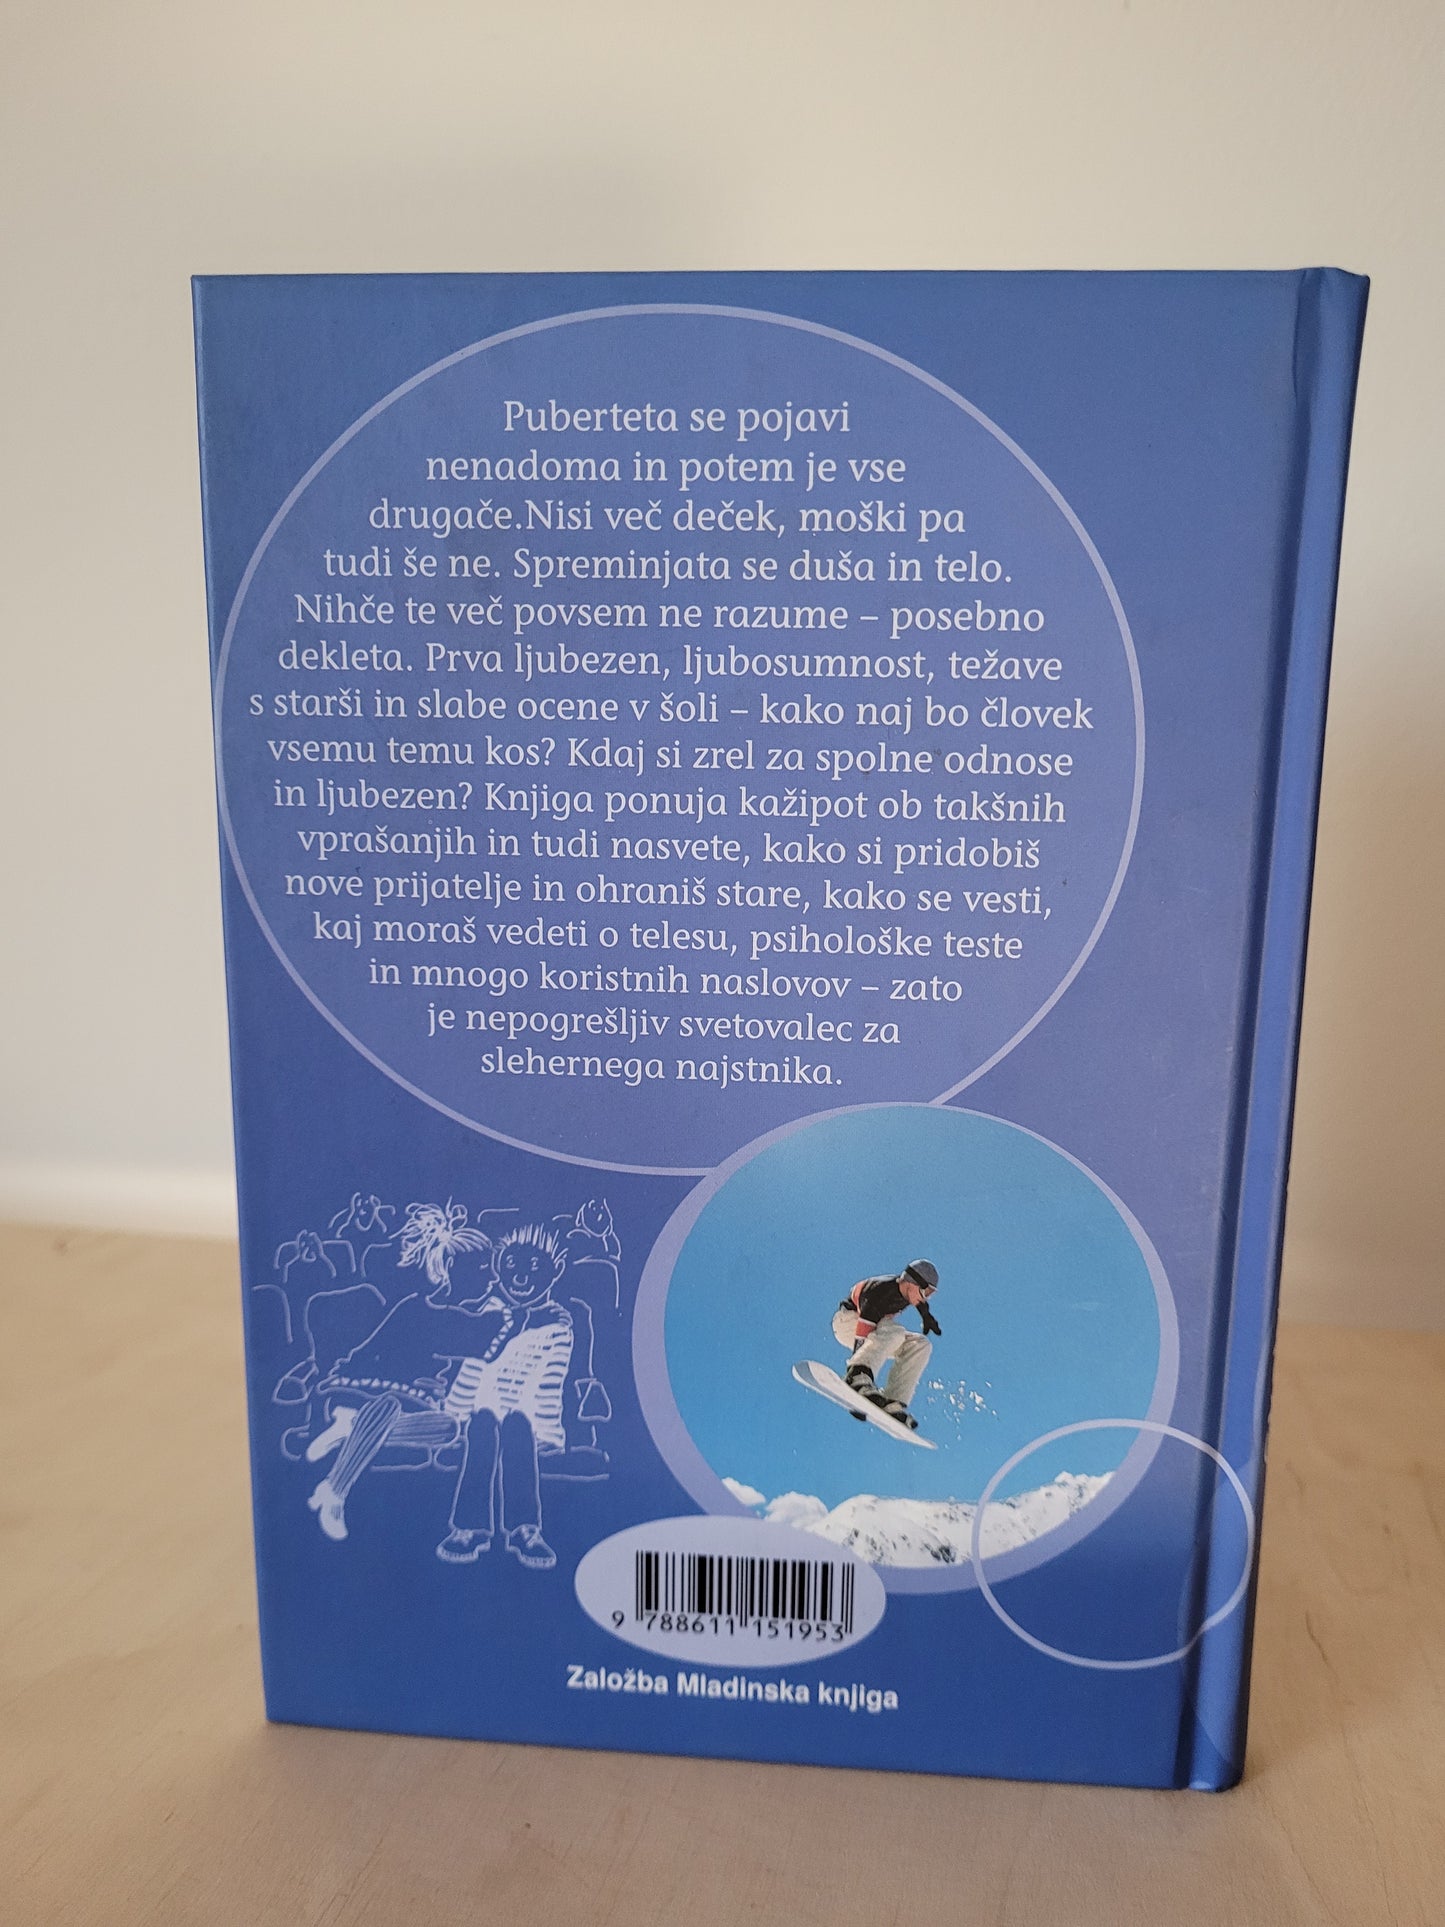 Puberteta se pojavi
nenadoma in potem je vse
drugače.Nisi več deček, moški pa
tudi še ne. Spreminjata se duša in telo.
Nihče te več povsem ne razume – posebno
dekleta. Prva ljubezen, ljubosumnost, težave
s starši in slabe ocene v šoli – kako naj bo človek
vsemu temu kos? Kdaj si zrel za spolne odnose
in ljubezen? Knjiga ponuja kažipot ob takšnih
vprašanjih in tudi nasvete, kako si pridobiš
nove prijatelje in ohraniš stare, kako se vesti,
kaj moraš vedeti o telesu, psihološke teste
in mnogo koristnih naslovov – zato
je nepogrešljiv svetovalec za
slehernega najstnika.
9 788611 151953
Založba Mladinska knjiga